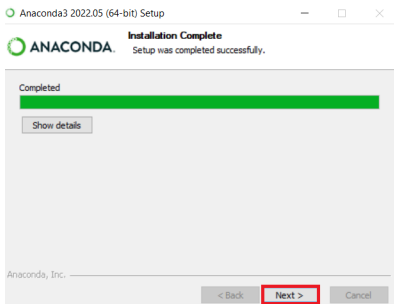 Anaconda3 2022.05 (64-bit) Setup
ANACONDA.
Installation Complete
Setup was completed successfully.
Completed
Show details
Anaconda, Inc.
< Back
Next >
Cancel